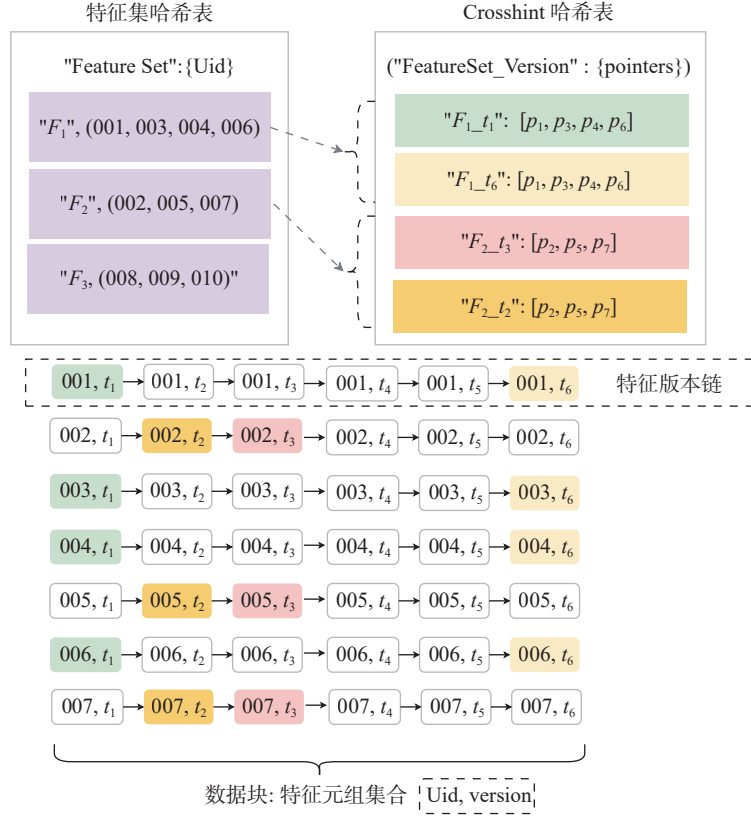 特征集哈希表
Crosshint 哈希表
"Feature Set":{Uid}
("FeatureSet_Version" : {pointers})
"F₁", (001, 003, 004, 006)
"F₂", (002, 005, 007)
"F₃, (008, 009, 010)"
"F₁_t₁":  [p₁, p₃, p₄, p₆]
"F₁_t₆": [p₁, p₃, p₄, p₆]
"F₂_t₃": [p₂, p₅, p₇]
"F₂_t₂": [p₂, p₅, p₇]
001, t₁ 001, t₂ 001, t₃ 001, t₄ 001, t₅ 001, t₆ 特征版本链
002, t₁ 002, t₂ 002, t₃ 002, t₄ 002, t₅ 002, t₆
003, t₁ 003, t₂ 003, t₃ 003, t₄ 003, t₅ 003, t₆
004, t₁ 004, t₂ 004, t₃ 004, t₄ 004, t₅ 004, t₆
005, t₁ 005, t₂ 005, t₃ 005, t₄ 005, t₅ 005, t₆
006, t₁ 006, t₂ 006, t₃ 006, t₄ 006, t₅ 006, t₆
007, t₁ 007, t₂ 007, t₃ 007, t₄ 007, t₅ 007, t₆
数据块: 特征元组集合 Uid, version